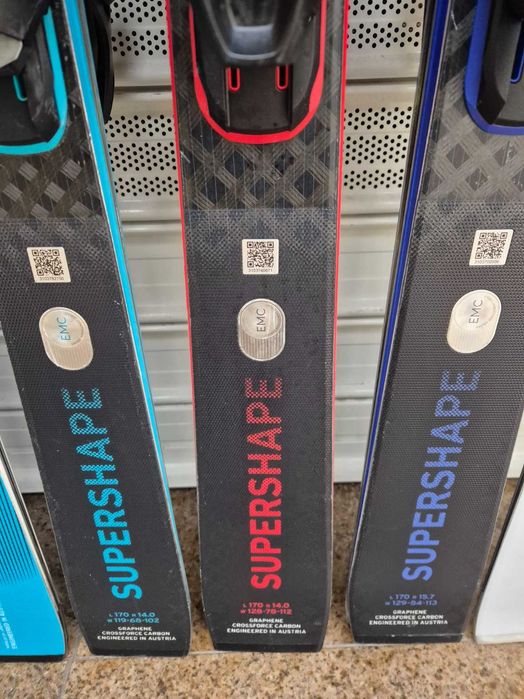 EMC
SUPERSHAPE
L 170 R 14.0
W 119-68-102
GRAPHENE
CROSSFORCE CARBON
ENGINEERED IN AUSTRIA
3103740671
EMC
SUPERSHAPE
L 170 R 14.0
W 128-78-112
GRAPHENE
CROSSFORCE CARBON
ENGINEERED IN AUSTRIA
EMC
SUPERSHAPE
L 170 R 15.7
W 129-84-113
GRAPHENE
CROSSFORCE CARBON
ENGINEERED IN AUSTRIA